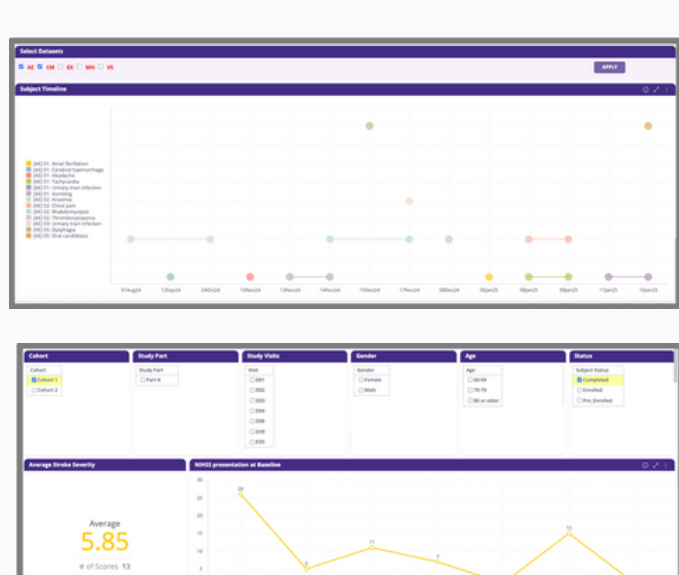 Select Datasets
AE CM EX MH VS
APPLY
Subject Timeline
[AE] 01: Atrial fibrillation
[AE] 01: Cerebral haemorrhage
[AE] 01: Headache
[AE] 01: Tachycardia
[AE] 01: Urinary tract infection
[AE] 01: Vomiting
[AE] 02: Anaemia
[AE] 02: Chest pain
[AE] 02: Rhabdomyolysis
[AE] 02: Thrombocytopenia
[AE] 03: Urinary tract infection
[AE] 05: Dysphagia
[AE] 05: Oral candidiasis
31Aug24 12Sep24 24Oct24 10Nov24 13Nov24 14Nov24 15Nov24 17Nov24 08Dec24 05Jan25 08Jan25 09Jan25 11Jan25 16Jan25
Cohort Study Part Study Visits Gender Age Status
Cohort Study Part Visit Gender Age Subject Status
Cohort 1 Part A D01 Female 60-69 Completed
Cohort 2 D02 Male 70-79 Enrolled
D03 80 or older Pre_Enrolled
D04
Average Stroke Severity NIHSS presentation at Baseline
30
26
25
20
15
15
11
10
7
5
5
Average
5.85
# of Scores 13